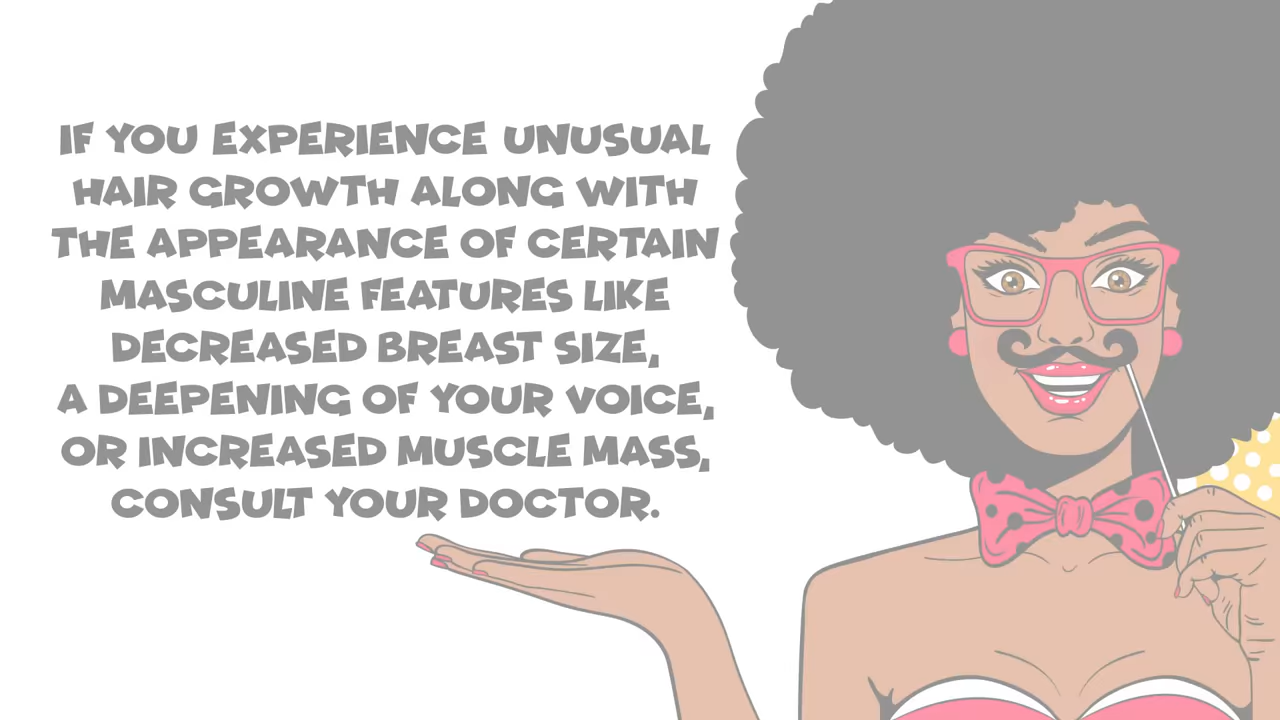 IF YOU EXPERIENCE UNUSUAL
HAIR GROWTH ALONG WITH
THE APPEARANCE OF CERTAIN
MASCULINE FEATURES LIKE
DECREASED BREAST SIZE,
A DEEPENING OF YOUR VOICE,
OR INCREASED MUSCLE MASS,
CONSULT YOUR DOCTOR.